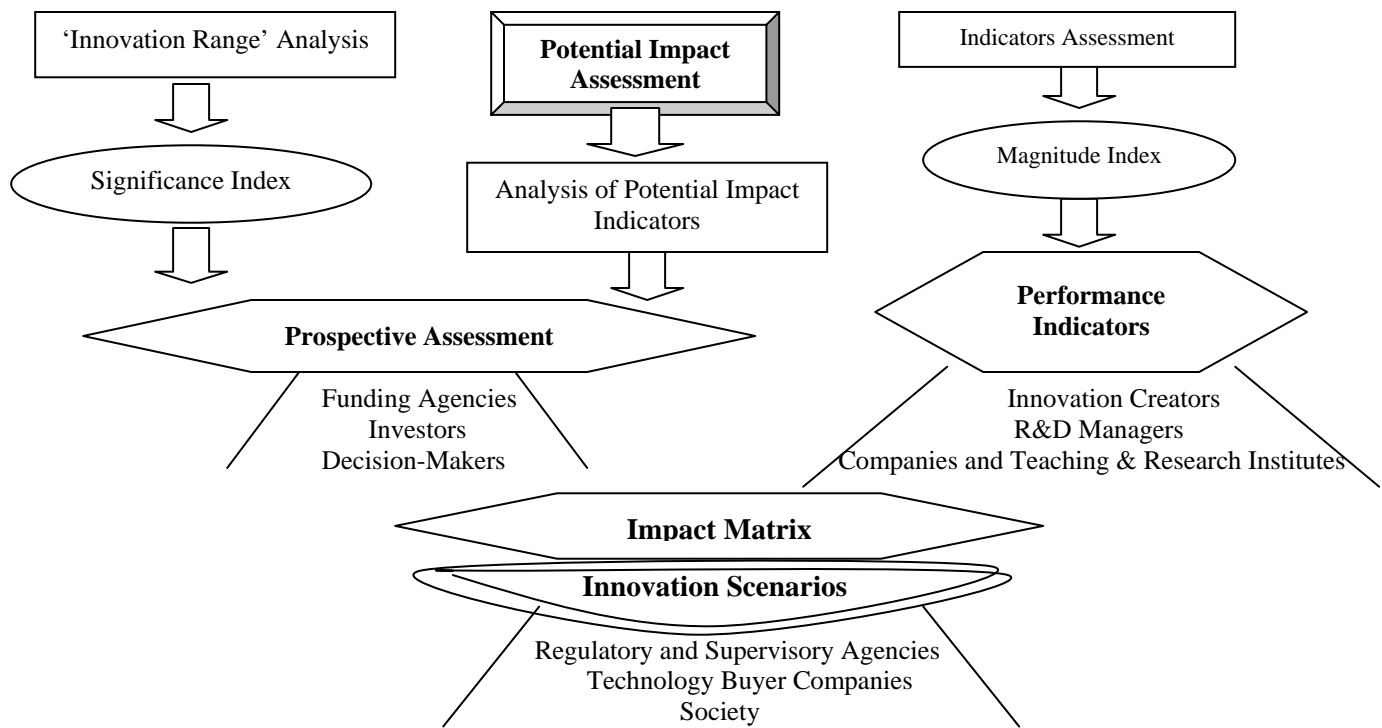 ‘Innovation Range’ Analysis
Potential Impact
Assessment
Indicators Assessment
Significance Index
Analysis of Potential Impact
Indicators
Magnitude Index
Prospective Assessment
Performance
Indicators
Funding Agencies
Investors
Decision-Makers
Innovation Creators
R&D Managers
Companies and Teaching & Research Institutes
Impact Matrix
Innovation Scenarios
Regulatory and Supervisory Agencies
Technology Buyer Companies
Society